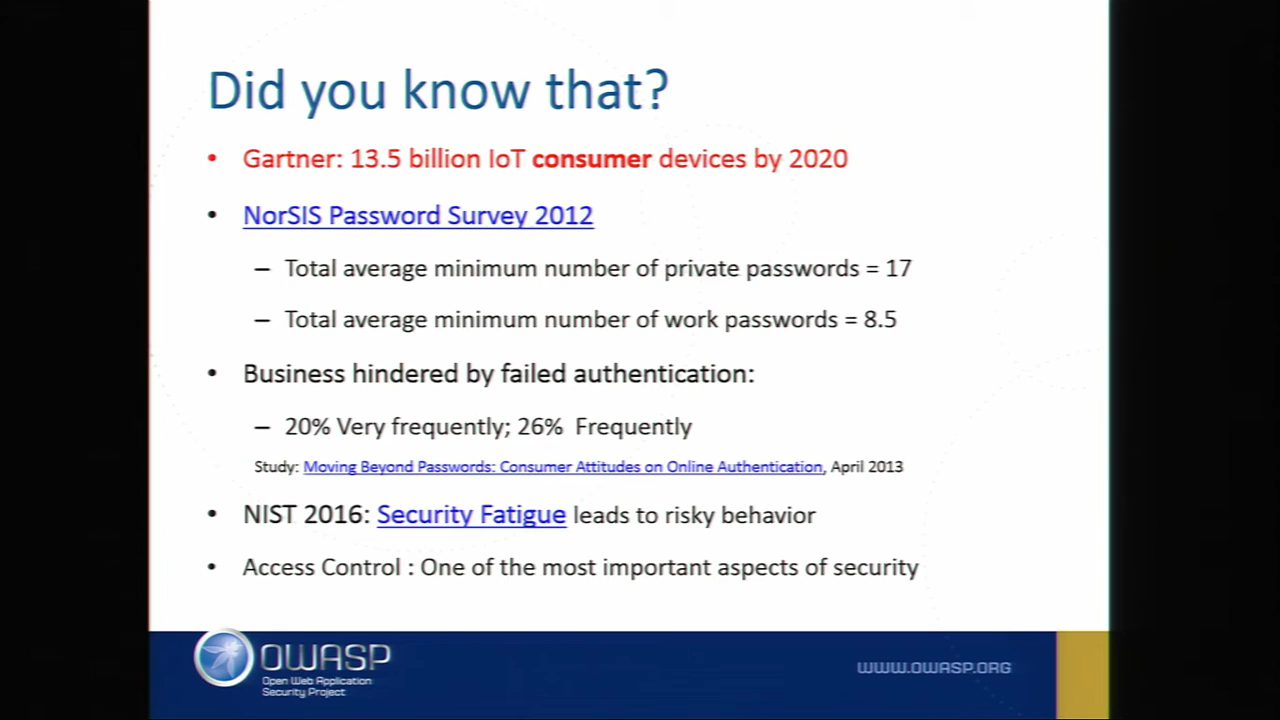 Did you know that?
• Gartner: 13.5 billion IoT consumer devices by 2020
• NorSIS Password Survey 2012
– Total average minimum number of private passwords = 17
– Total average minimum number of work passwords = 8.5
• Business hindered by failed authentication:
– 20% Very frequently; 26% Frequently
Study: Moving Beyond Passwords: Consumer Attitudes on Online Authentication, April 2013
• NIST 2016: Security Fatigue leads to risky behavior
• Access Control : One of the most important aspects of security
OWASP
Open Web Application
Security Project
WWW.OWASP.ORG